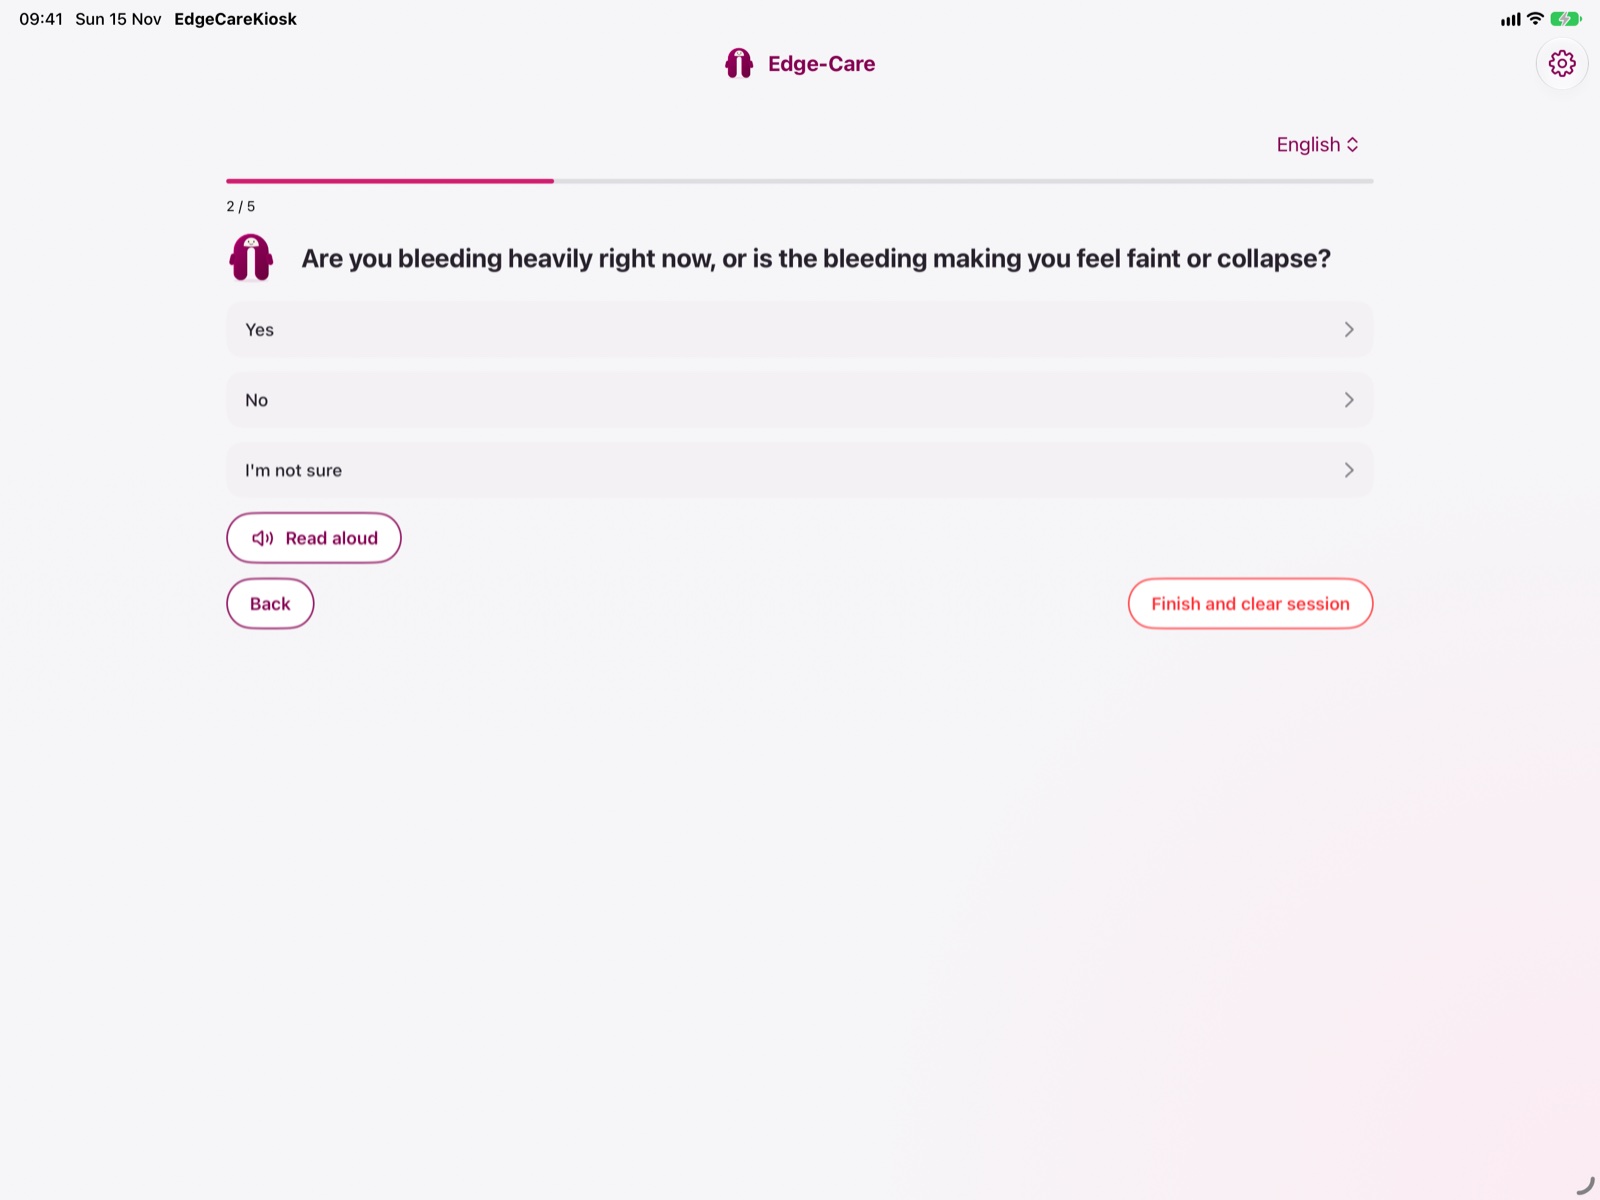 09:41 Sun 15 Nov EdgeCareKiosk
Edge-Care
English
2 / 5
Are you bleeding heavily right now, or is the bleeding making you feel faint or collapse?
Yes
No
I'm not sure
Read aloud
Back
Finish and clear session